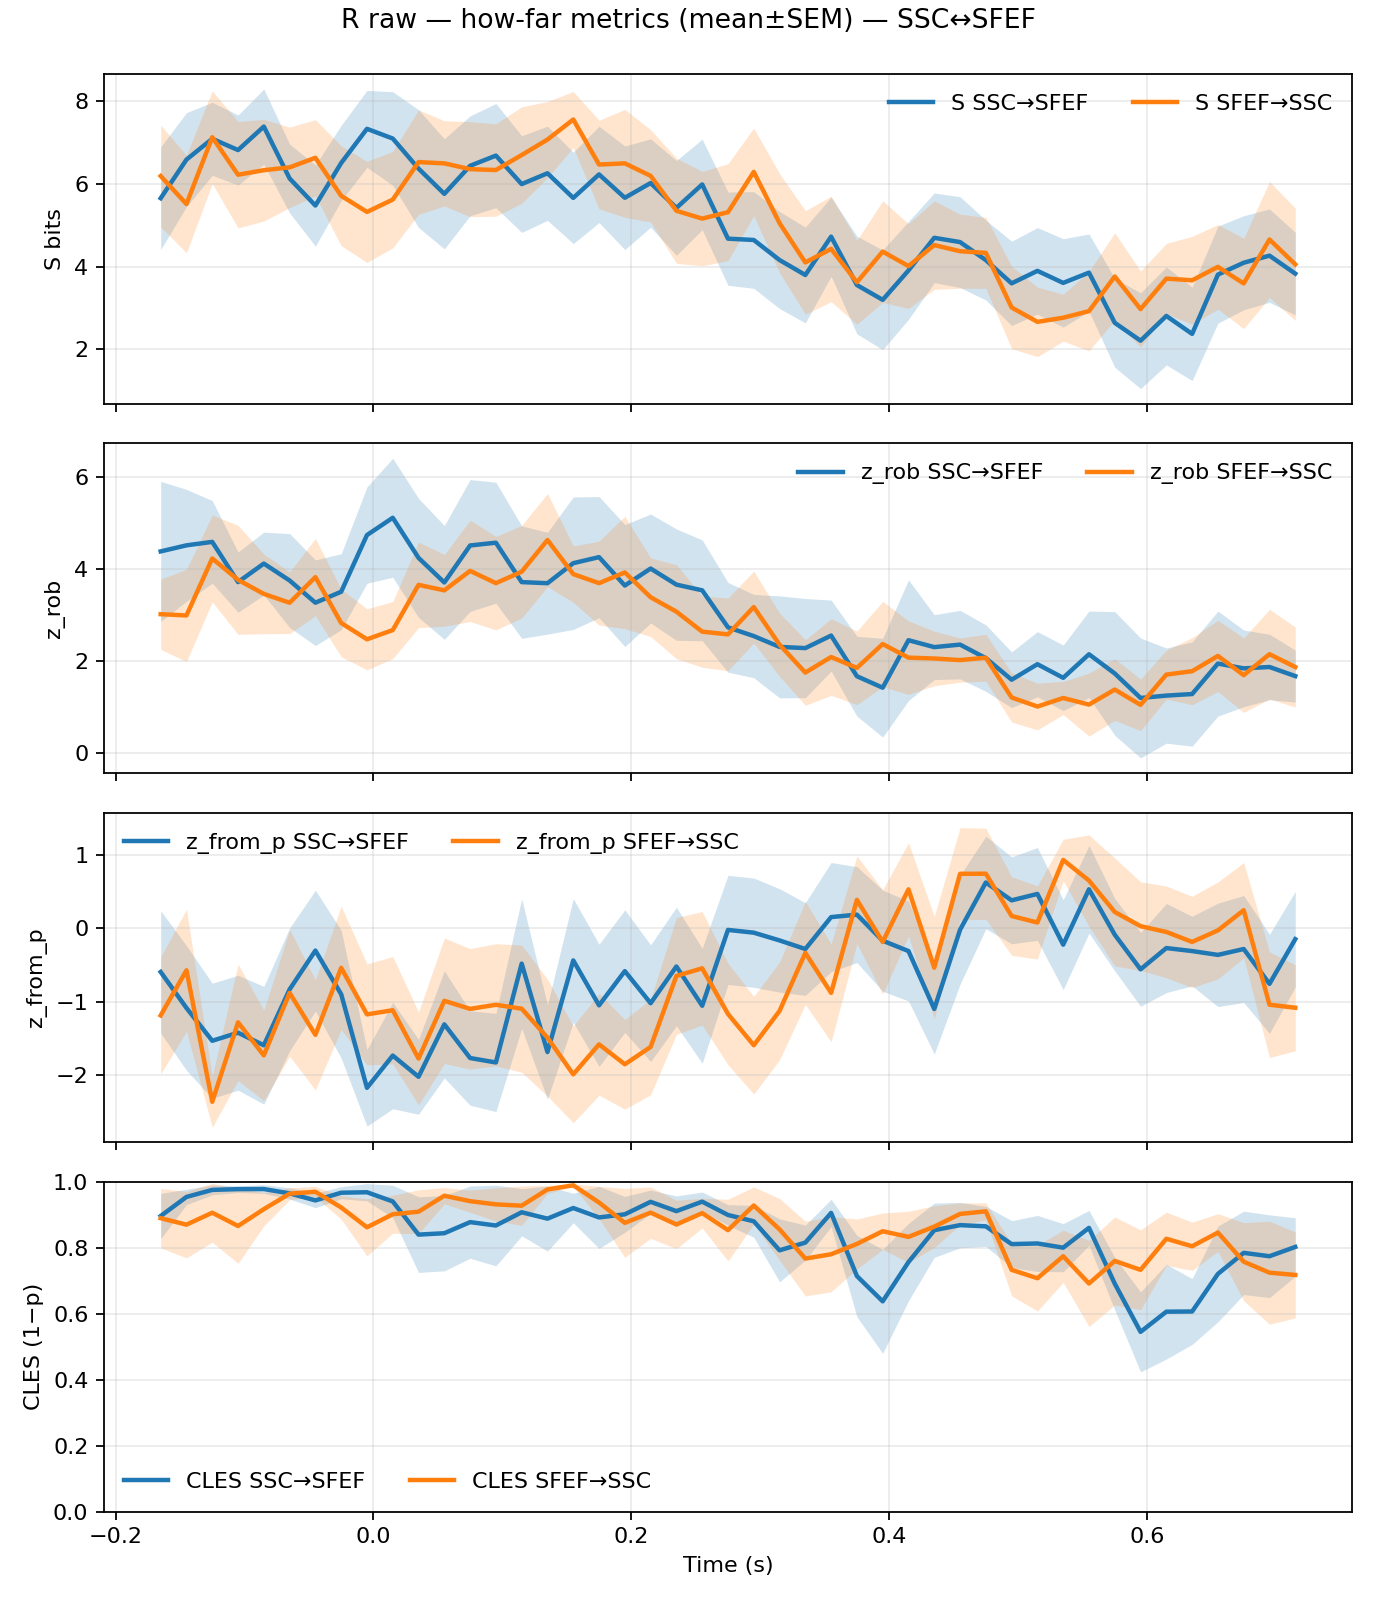 R raw — how-far metrics (mean±SEM) — SSC↔SFEF
S SSC→SFEF
S SFEF→SSC
8
6
4
2
S bits
z_rob SSC→SFEF
z_rob SFEF→SSC
6
4
2
0
z_rob
z_from_p SSC→SFEF
z_from_p SFEF→SSC
1
0
−1
−2
z_from_p
1.0
0.8
0.6
0.4
0.2
0.0
CLES (1−p)
CLES SSC→SFEF
CLES SFEF→SSC
−0.2
0.0
0.2
0.4
0.6
Time (s)